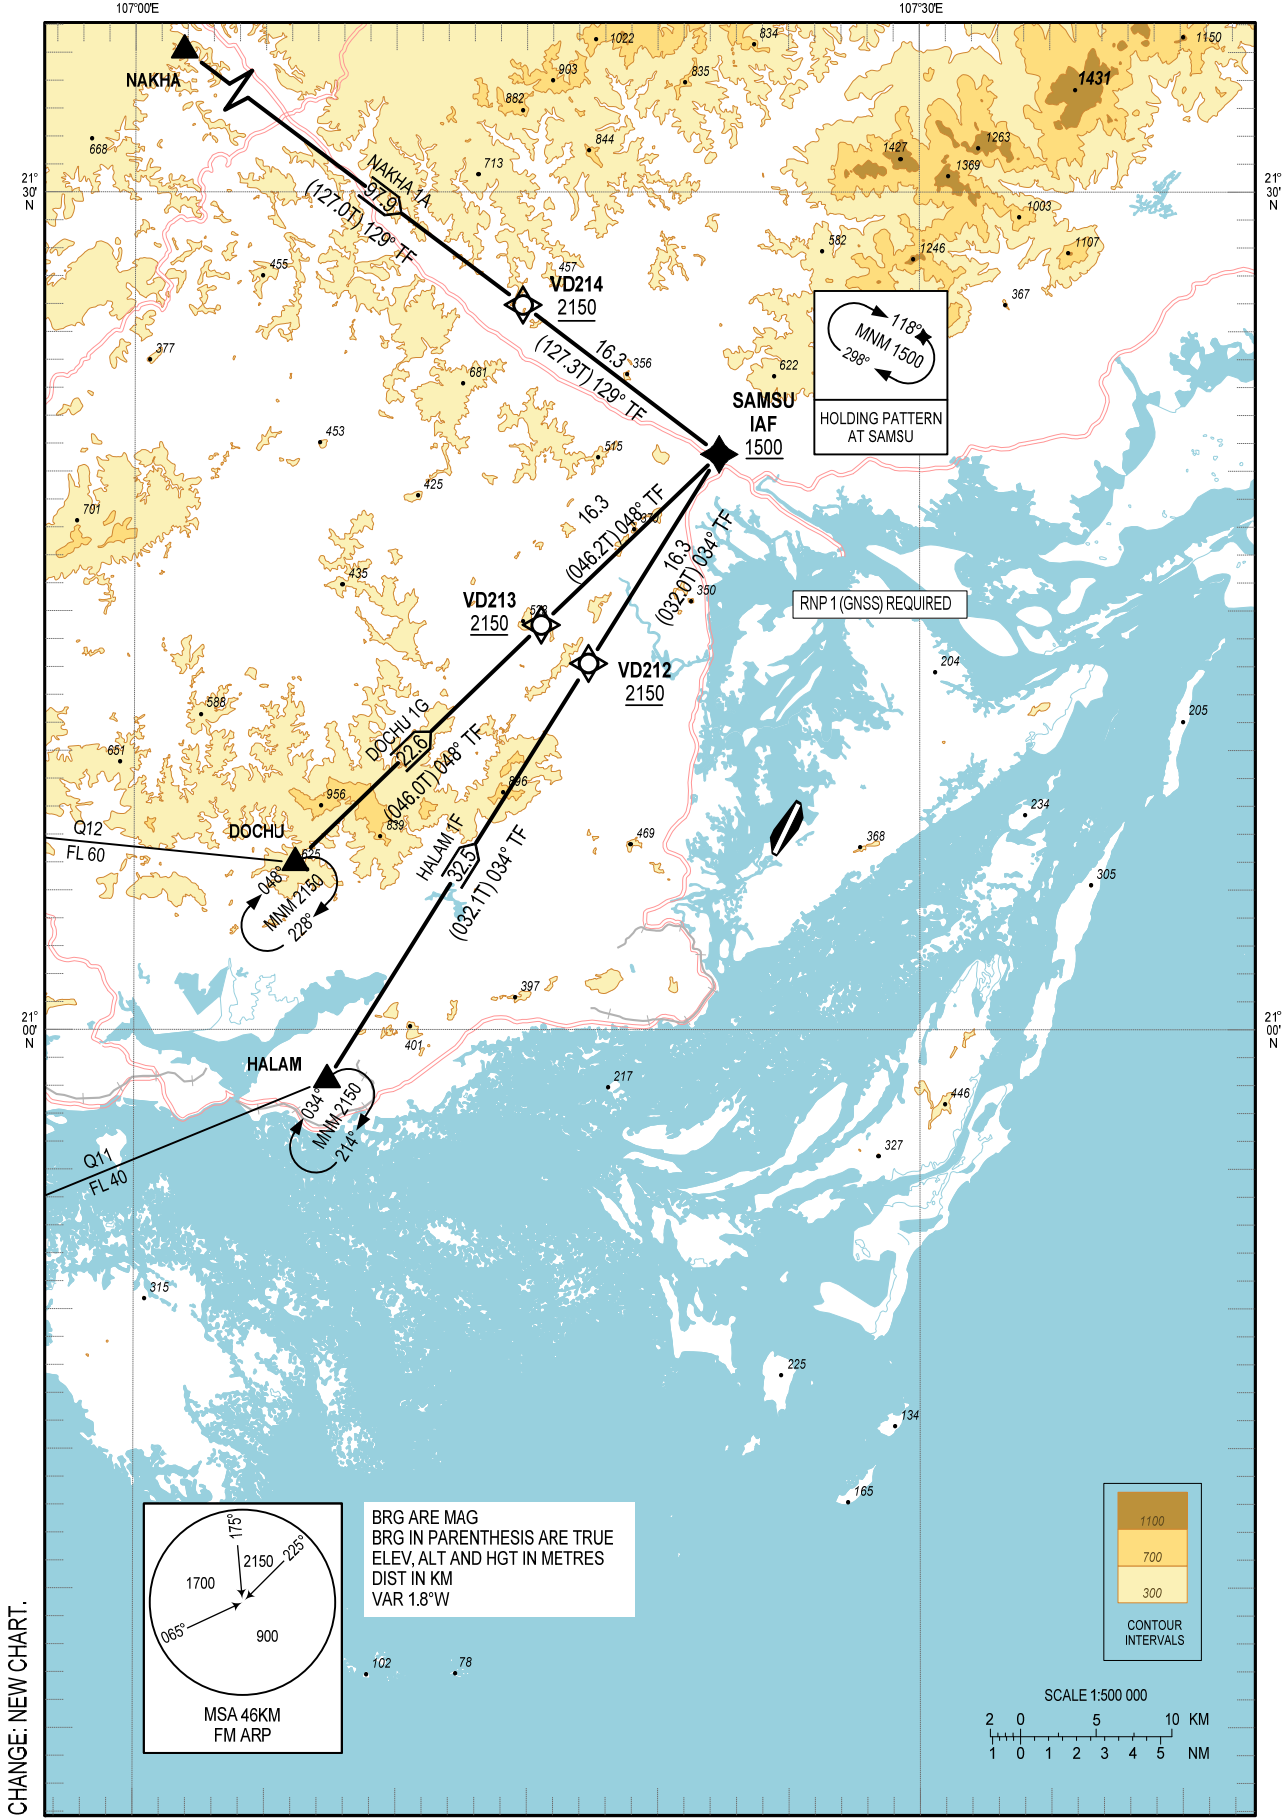 107°00'E
107°30'E
NAKHA
1022
834
1150
903
835
1431
882
668
844
713
1427
1263
1369
21°
30'
N
21°
30'
N
NAKHA 1A
97.9
(127.0T) 129° TF
1003
582
1246
1107
455
457
VD214
2150
367
118°
MNM 1500
298°
HOLDING PATTERN
AT SAMSU
16.3
(127.3T) 129° TF
356
377
681
622
SAMSU
IAF
1500
453
515
425
701
16.3
(046.2T) 048° TF
370
16.3
(032.0T) 034° TF
435
350
RNP 1 (GNSS) REQUIRED
VD213
2150
VD212
2150
204
588
205
651
DOCHU 1G
22.6
(046.0T) 048° TF
956
896
234
839
DOCHU
625
Q12
FL 60
048°
MNM 2150
228°
HALAM 1F
32.5
(032.1T) 034° TF
469
368
305
397
401
21°
00'
N
21°
00'
N
HALAM
034°
MNM 2150
214°
217
446
327
Q11
FL 40
315
225
134
165
175°
2150
225°
1700
065°
900
MSA 46KM
FM ARP
BRG ARE MAG
BRG IN PARENTHESIS ARE TRUE
ELEV, ALT AND HGT IN METRES
DIST IN KM
VAR 1.8°W
1100
700
300
CONTOUR
INTERVALS
102
78
SCALE 1:500 000
2 0 5 10 KM
1 0 1 2 3 4 5 NM
CHANGE: NEW CHART.